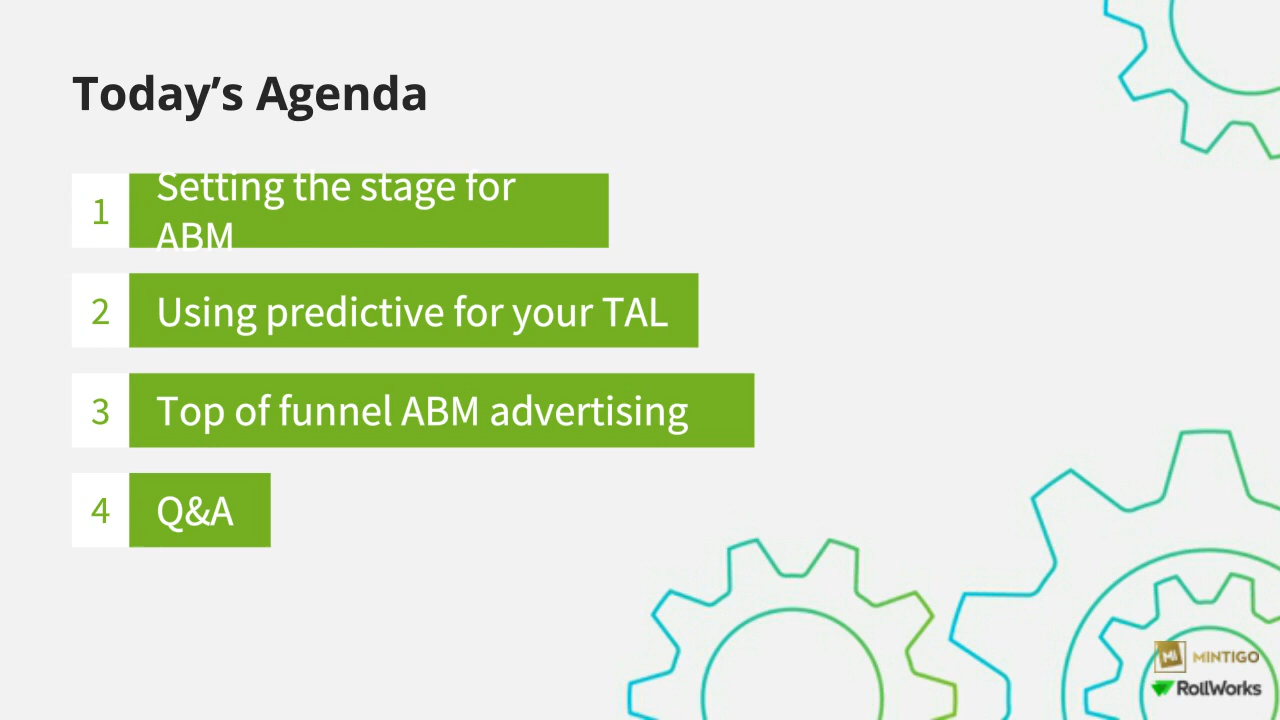 Today’s Agenda
1
Setting the stage for
ABM
2
Using predictive for your TAL
3
Top of funnel ABM advertising
4
Q&A
Mi MINTIGO
RollWorks